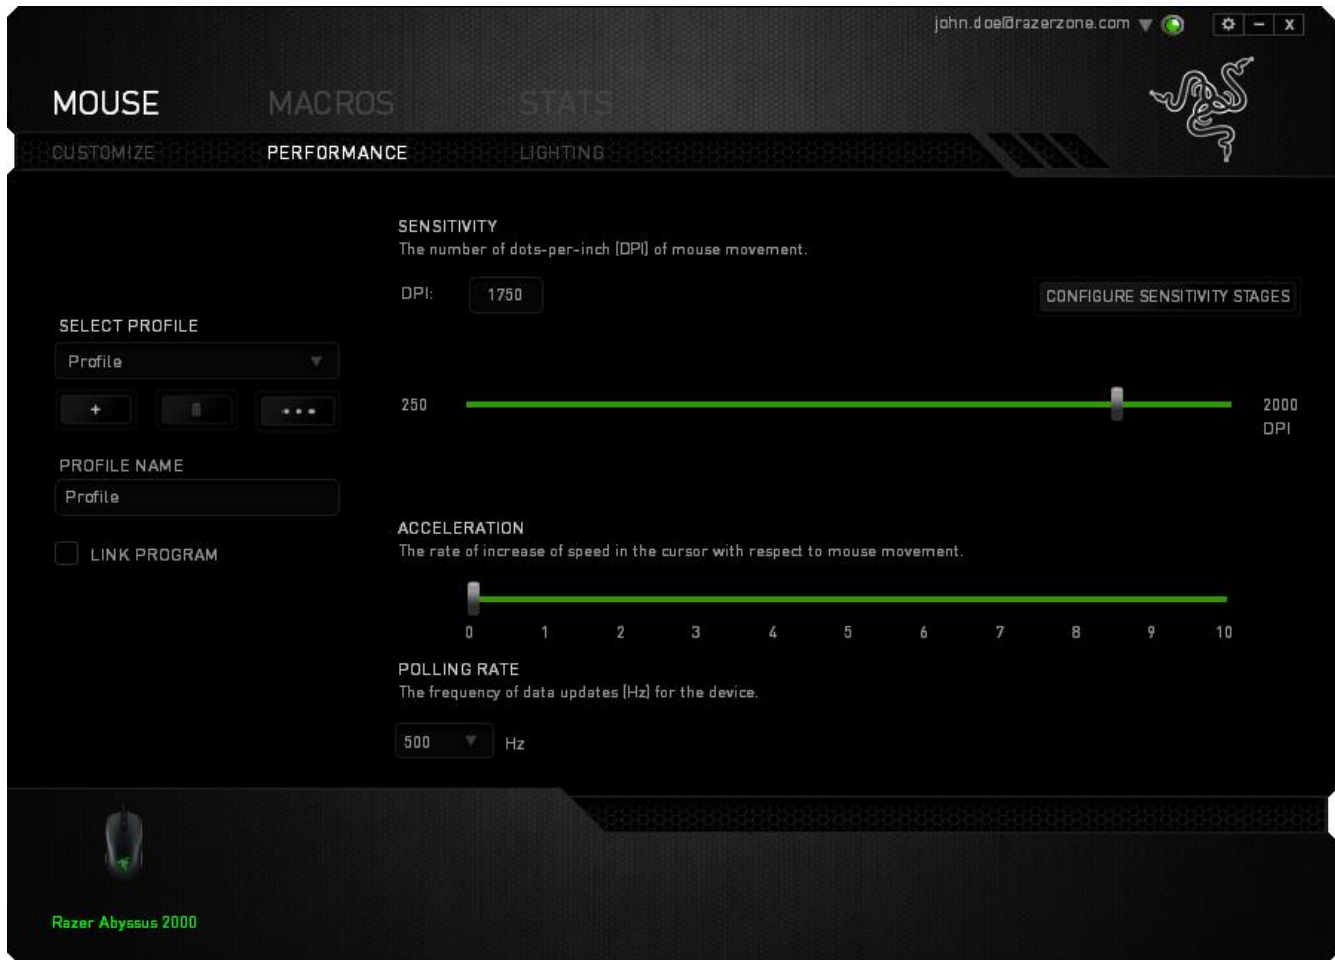 john.doe@razerzone.com
X
MOUSE MACROS STATS
CUSTOMIZE PERFORMANCE LIGHTING
SENSITIVITY
The number of dots-per-inch (DPI) of mouse movement.
DPI: 1750 CONFIGURE SENSITIVITY STAGES
SELECT PROFILE
Profile
+ ...
250 2000
DPI
PROFILE NAME
Profile
LINK PROGRAM
ACCELERATION
The rate of increase of speed in the cursor with respect to mouse movement.
0 1 2 3 4 5 6 7 8 9 10
POLLING RATE
The frequency of data updates (Hz) for the device.
500 Hz
Razer Abyssus 2000